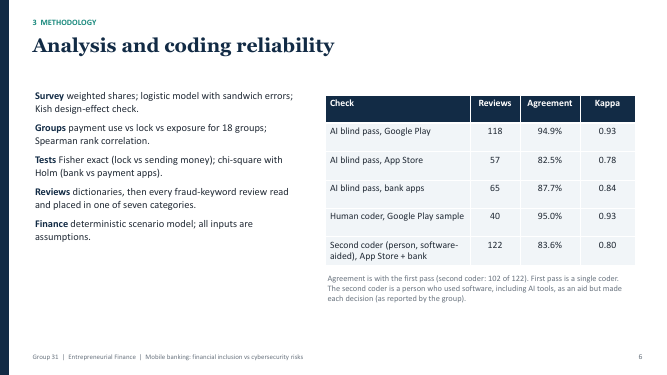 3 METHODOLOGY
Analysis and coding reliability
Survey weighted shares; logistic model with sandwich errors;
Kish design-effect check.
Groups payment use vs lock vs exposure for 18 groups;
Spearman rank correlation.
Tests Fisher exact (lock vs sending money); chi-square with
Holm (bank vs payment apps).
Reviews dictionaries, then every fraud-keyword review read
and placed in one of seven categories.
Finance deterministic scenario model; all inputs are
assumptions.
Check Reviews Agreement Kappa
AI blind pass, Google Play 118 94.9% 0.93
AI blind pass, App Store 57 82.5% 0.78
AI blind pass, bank apps 65 87.7% 0.84
Human coder, Google Play sample 40 95.0% 0.93
Second coder (person, software-
aided), App Store + bank 122 83.6% 0.80
Agreement is with the first pass (second coder: 102 of 122). First pass is a single coder.
The second coder is a person who used software, including AI tools, as an aid but made
each decision (as reported by the group).
Group 31 | Entrepreneurial Finance | Mobile banking: financial inclusion vs cybersecurity risks
6